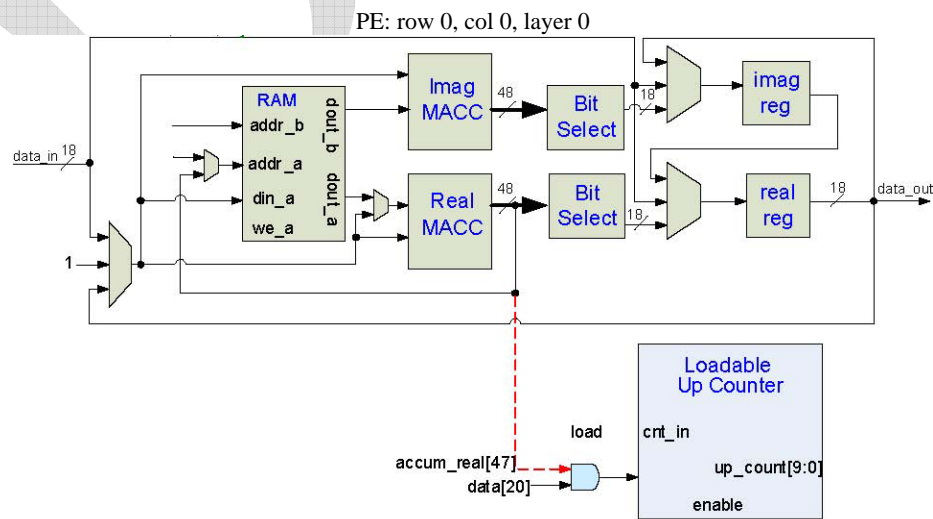 PE: row 0, col 0, layer 0
RAM
addr_b
addr_a
din_a
we_a
dout_b
dout_a
Imag
MACC
48
Bit
Select
18
imag
reg
data_in
18
Real
MACC
48
Bit
Select
18
real
reg
18
data_out
1
Loadable
Up Counter
load
cnt_in
accum_real[47]
data[20]
up_count[9:0]
enable